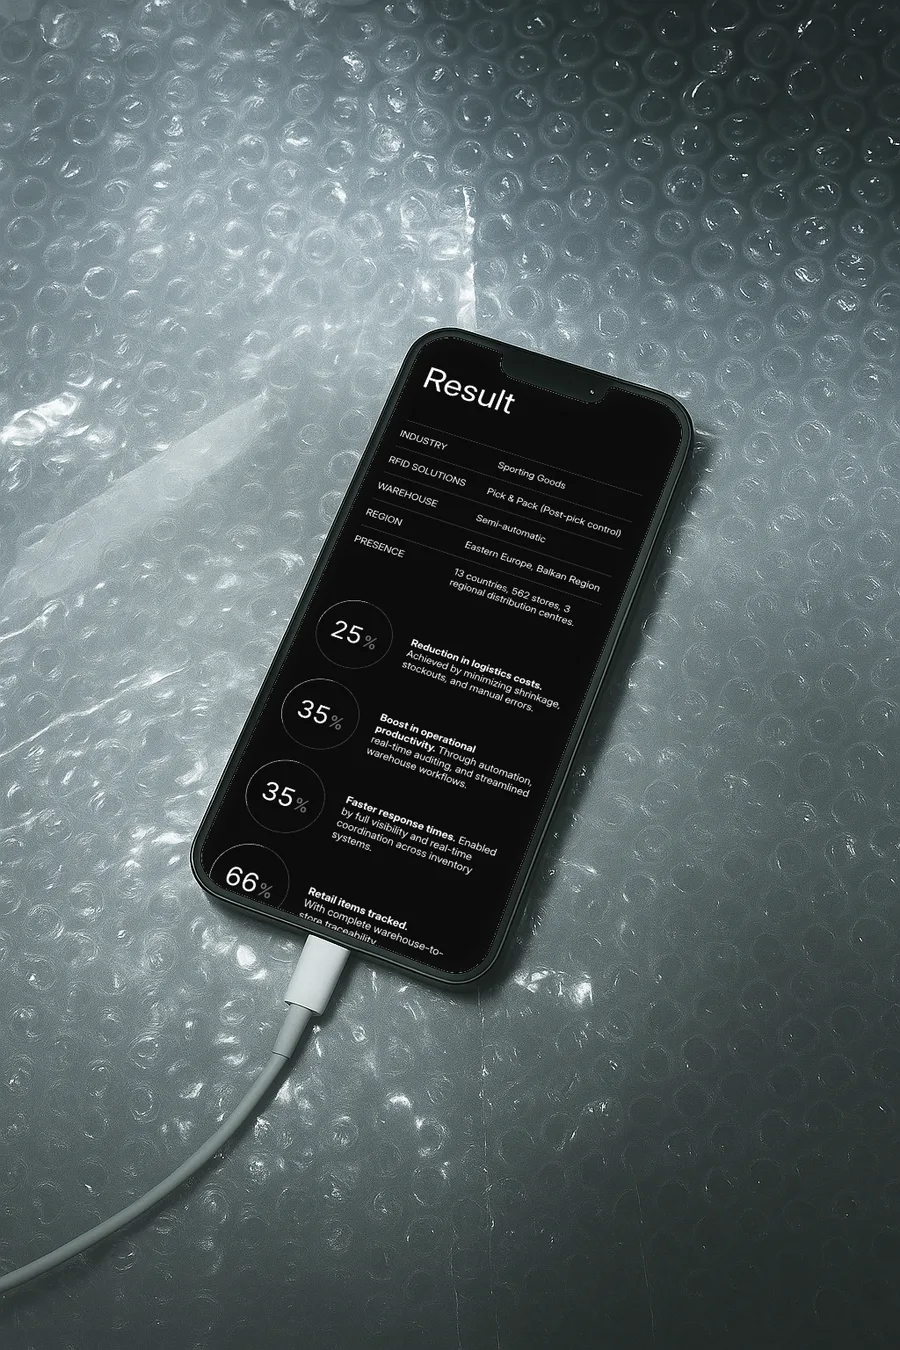 Result
INDUSTRY
Sporting Goods
RFID SOLUTIONS
Pick & Pack (Post-pick control)
WAREHOUSE
Semi-automatic
REGION
Eastern Europe, Balkan Region
PRESENCE
13 countries, 562 stores, 3
regional distribution centres.
25%
Reduction in logistics costs.
Achieved by minimizing shrinkage,
stockouts, and manual errors.
35%
Boost in operational
productivity. Through automation,
real-time auditing, and streamlined
warehouse workflows.
35%
Faster response times. Enabled
by full visibility and real-time
coordination across inventory
systems.
66%
Retail items tracked.
With complete warehouse-to-
store traceability